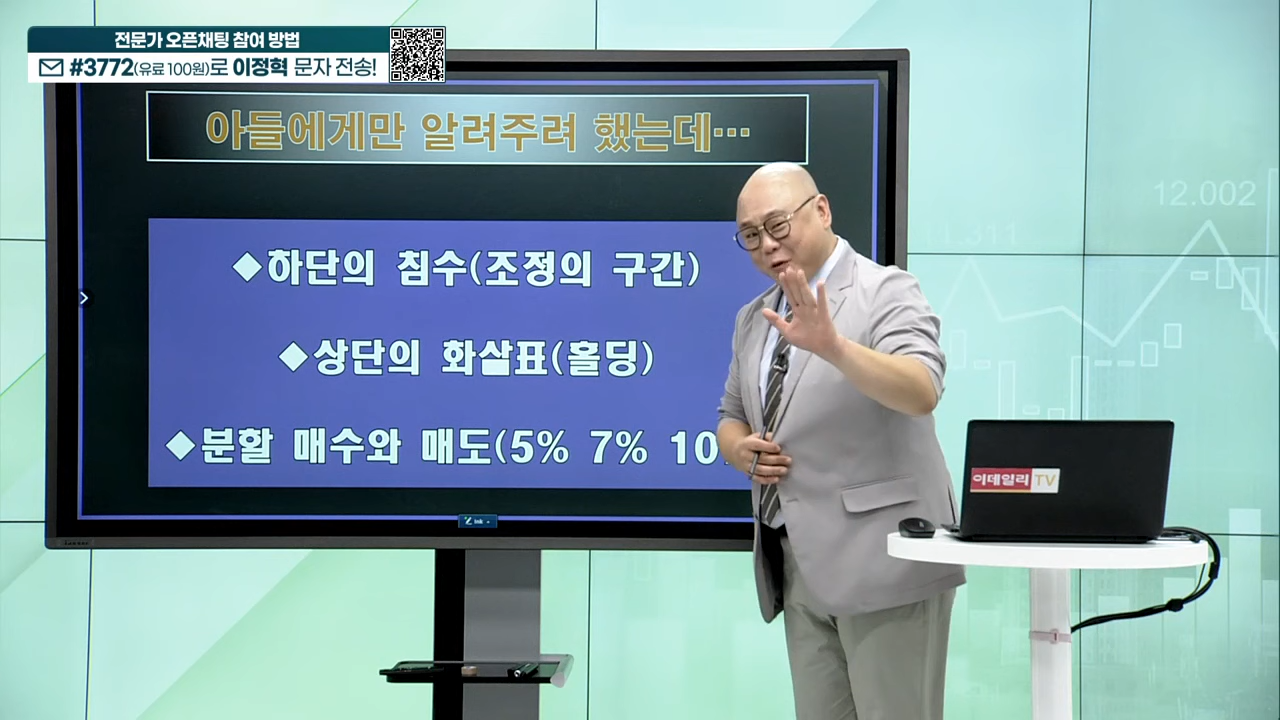 전문가 오픈채팅 참여 방법
#3772(유료 100원)로 이정혁 문자 전송!
아들에게만 알려주려 했는데…
◆하단의 침수(조정의 구간)
◆상단의 화살표(홀딩)
◆분할 매수와 매도(5% 7% 10
12.002
11.311
이데일리TV
ink